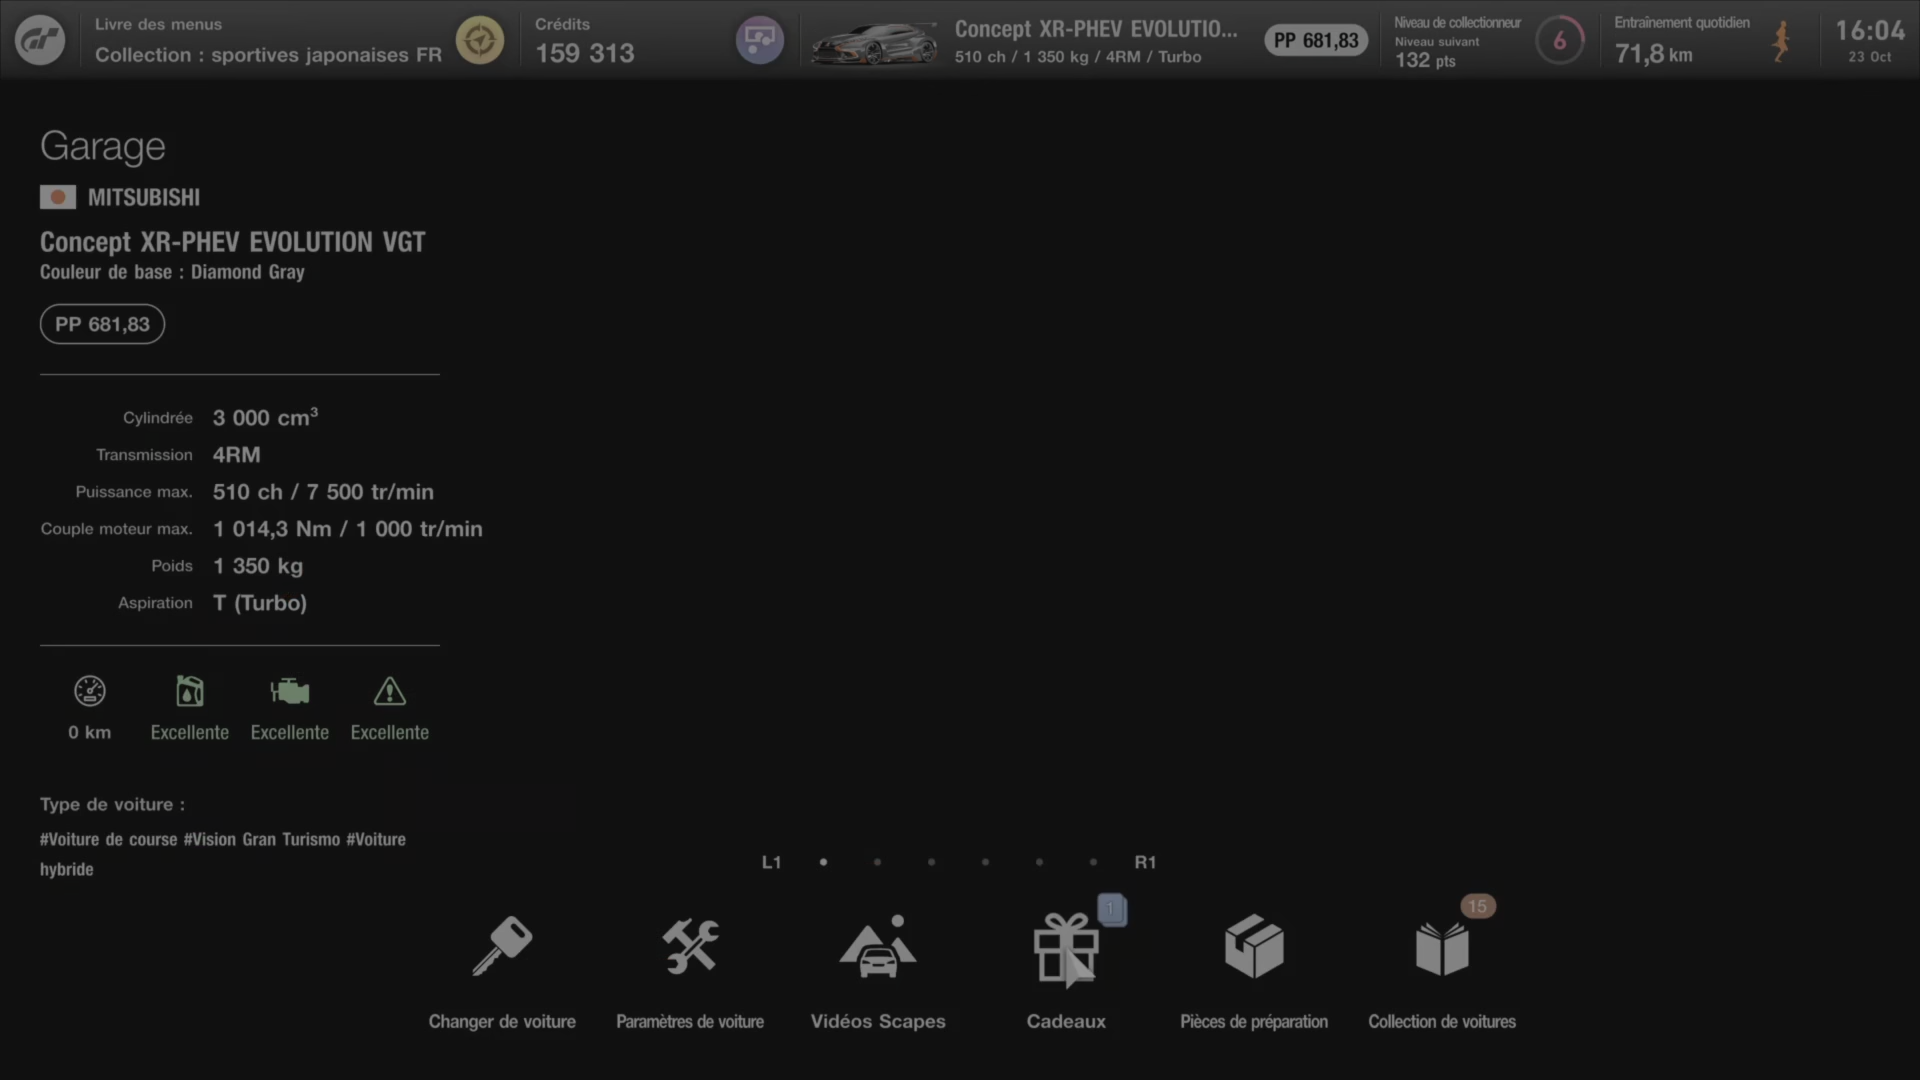 Livre des menus
Collection : sportives japonaises FR
Crédits
159 313
Concept XR-PHEV EVOLUTIO...
510 ch / 1 350 kg / 4RM / Turbo
PP 681,83
Niveau de collectionneur
Niveau suivant
132 pts
6
Entraînement quotidien
71,8 km
16:04
23 Oct
Garage
MITSUBISHI
Concept XR-PHEV EVOLUTION VGT
Couleur de base : Diamond Gray
PP 681,83
Cylindrée 3 000 cm³
Transmission 4RM
Puissance max. 510 ch / 7 500 tr/min
Couple moteur max. 1 014,3 Nm / 1 000 tr/min
Poids 1 350 kg
Aspiration T (Turbo)
0 km Excellente Excellente Excellente
Type de voiture :
#Voiture de course #Vision Gran Turismo #Voiture
hybride
L1 R1
1
15
Changer de voiture
Paramètres de voiture
Vidéos Scapes
Cadeaux
Pièces de préparation
Collection de voitures